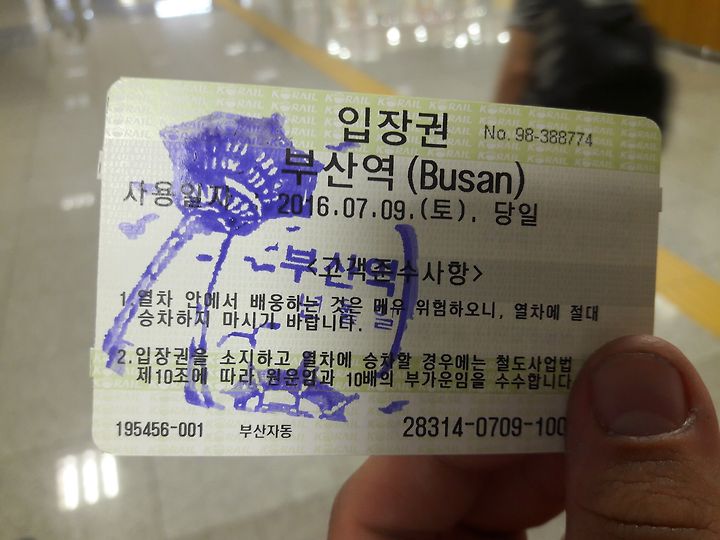 입장권 No. 98-388774
부산역 (Busan)
사용일자 : 2016.07.09.(토). 당일
<고객준수사항>
부산역
1.열차 안에서 배웅하는 것은 매우 위험하오니, 열차에 절대
승차하지 마시기 바랍니다.
2.입장권을 소지하고 열차에 승차할 경우에는 철도사업법
제10조에 따라 원운임과 10배의 부가운임을 수수합니다
195456-001 부산자동 28314-0709-100